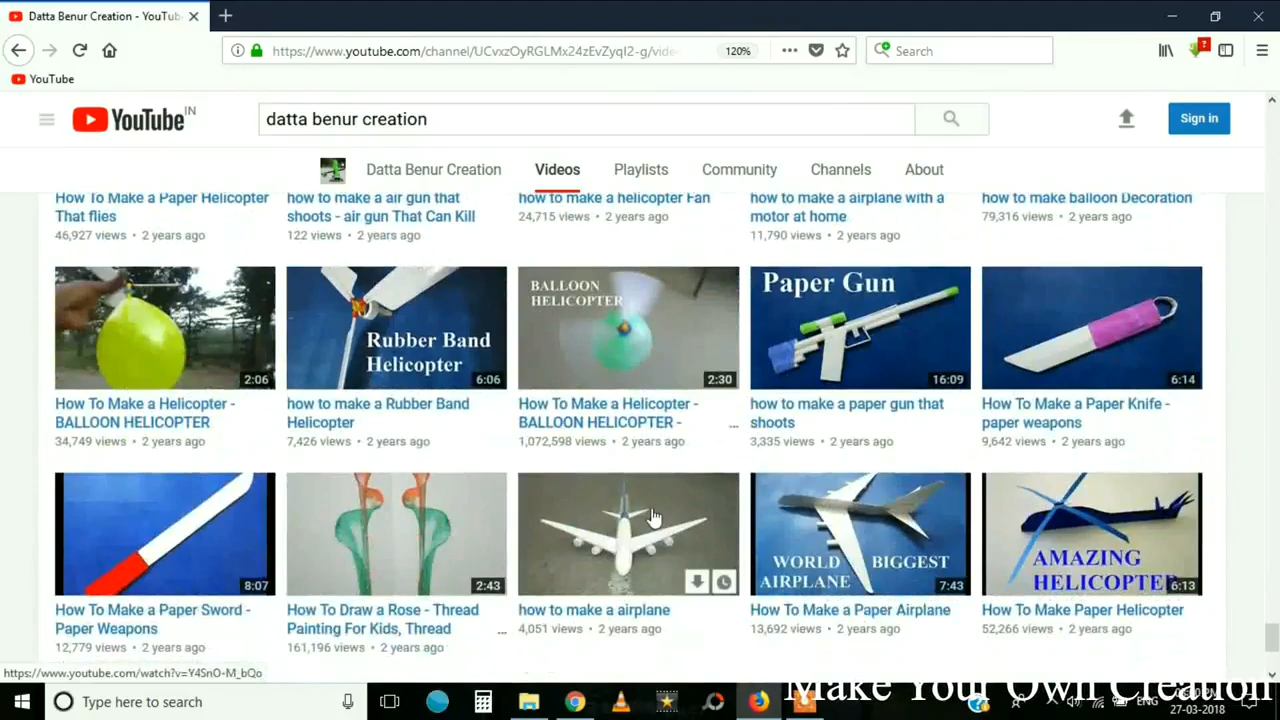 Datta Benur Creation - YouTub
https://www.youtube.com/channel/UCvxzOyRGLMx24zEvZyqI2-g/vide
120%
Search
YouTube
YouTube IN
datta benur creation
Sign in
Datta Benur Creation
Videos
Playlists
Community
Channels
About
How To Make a Paper Helicopter
That flies
46,927 views • 2 years ago
how to make a air gun that
shoots - air gun That Can Kill
122 views • 2 years ago
how to make a helicopter Fan
24,715 views • 2 years ago
how to make a airplane with a
motor at home
11,790 views • 2 years ago
how to make balloon Decoration
79,316 views • 2 years ago
2:06
How To Make a Helicopter -
BALLOON HELICOPTER
34,749 views • 2 years ago
Rubber Band
Helicopter
6:06
how to make a Rubber Band
Helicopter
7,426 views • 2 years ago
BALLOON
HELICOPTER
2:30
How To Make a Helicopter -
BALLOON HELICOPTER - ...
1,072,598 views • 2 years ago
Paper Gun
16:09
how to make a paper gun that
shoots
3,335 views • 2 years ago
6:14
How To Make a Paper Knife -
paper weapons
9,642 views • 2 years ago
8:07
How To Make a Paper Sword -
Paper Weapons
12,779 views • 2 years ago
2:43
How To Draw a Rose - Thread
Painting For Kids, Thread ...
161,196 views • 2 years ago
how to make a airplane
4,051 views • 2 years ago
WORLD BIGGEST
AIRPLANE
7:43
How To Make a Paper Airplane
13,692 views • 2 years ago
AMAZING
HELICOPTER
6:13
How To Make Paper Helicopter
52,266 views • 2 years ago
https://www.youtube.com/watch?v=Y4SnO-M_bQo
Type here to search
Make Your Own Creation
ENG
27-03-2018